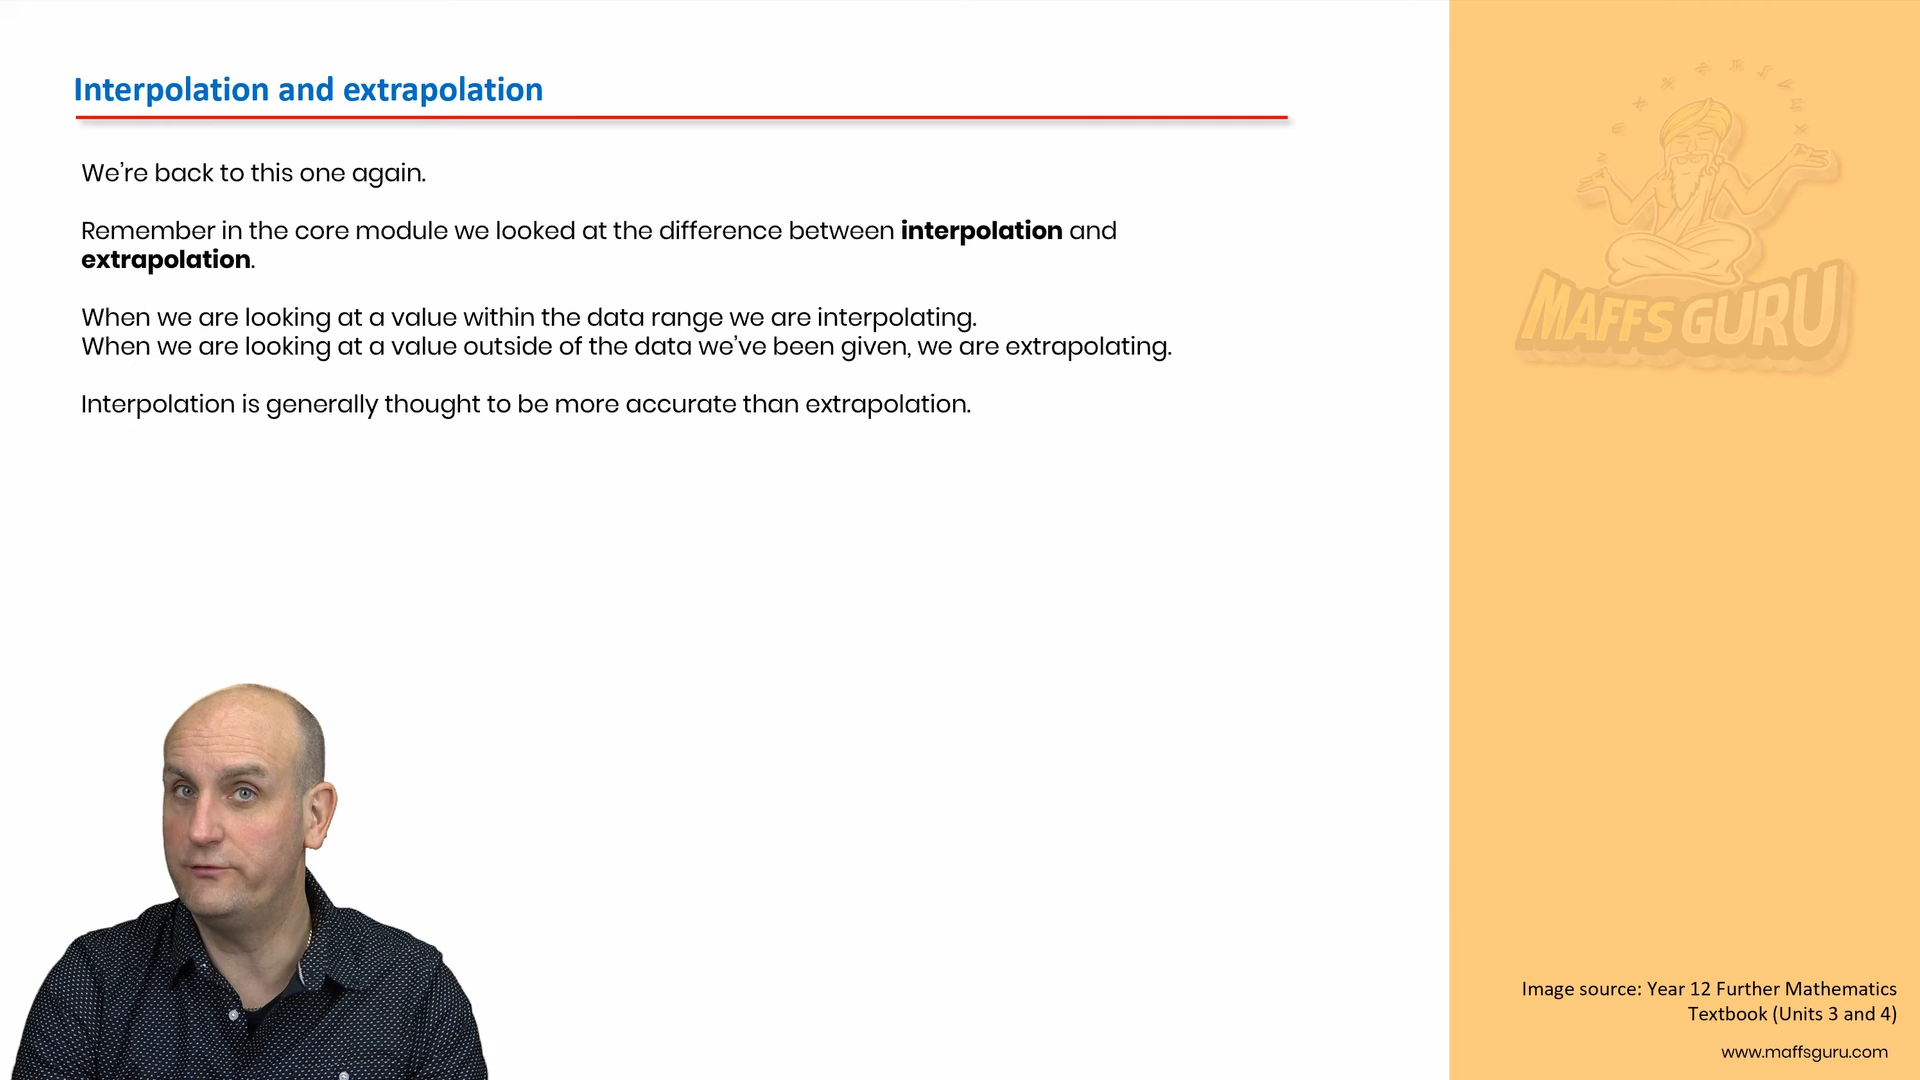 Interpolation and extrapolation
We’re back to this one again.
Remember in the core module we looked at the difference between interpolation and
extrapolation.
When we are looking at a value within the data range we are interpolating.
When we are looking at a value outside of the data we’ve been given, we are extrapolating.
Interpolation is generally thought to be more accurate than extrapolation.
MAFFS GURU
Image source: Year 12 Further Mathematics
Textbook (Units 3 and 4)
www.maffsguru.com